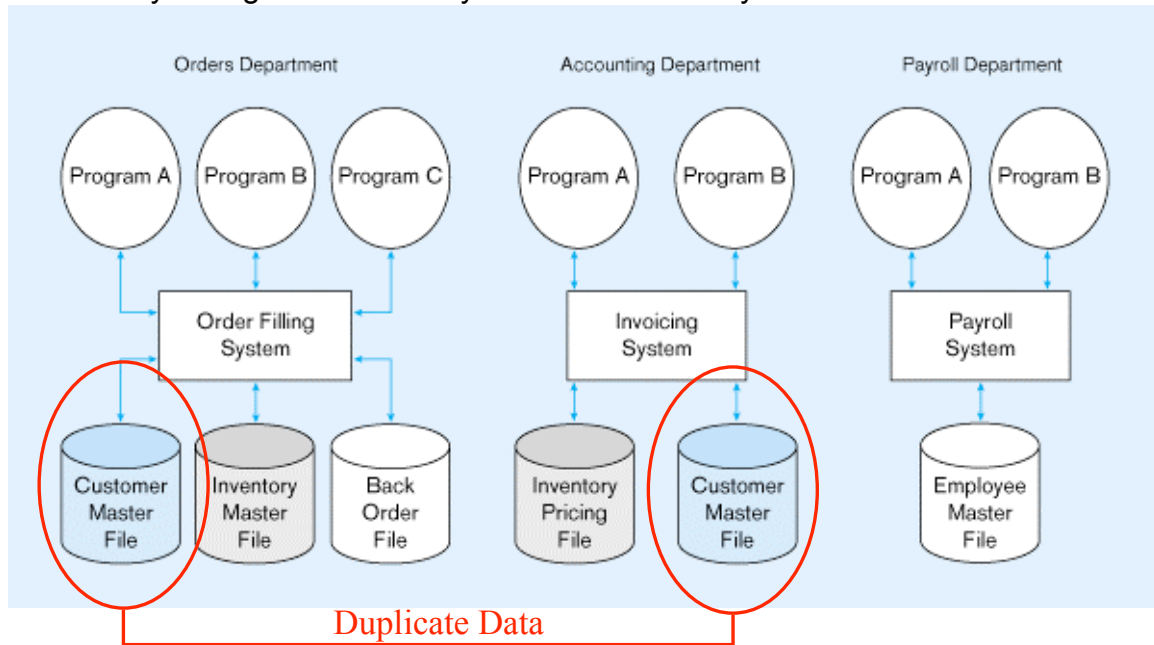 Orders Department
Accounting Department
Payroll Department
Program A
Program B
Program C
Program A
Program B
Program A
Program B
Order Filling
System
Invoicing
System
Payroll
System
Customer
Master
File
Inventory
Master
File
Back
Order
File
Inventory
Pricing
File
Customer
Master
File
Employee
Master
File
Duplicate Data